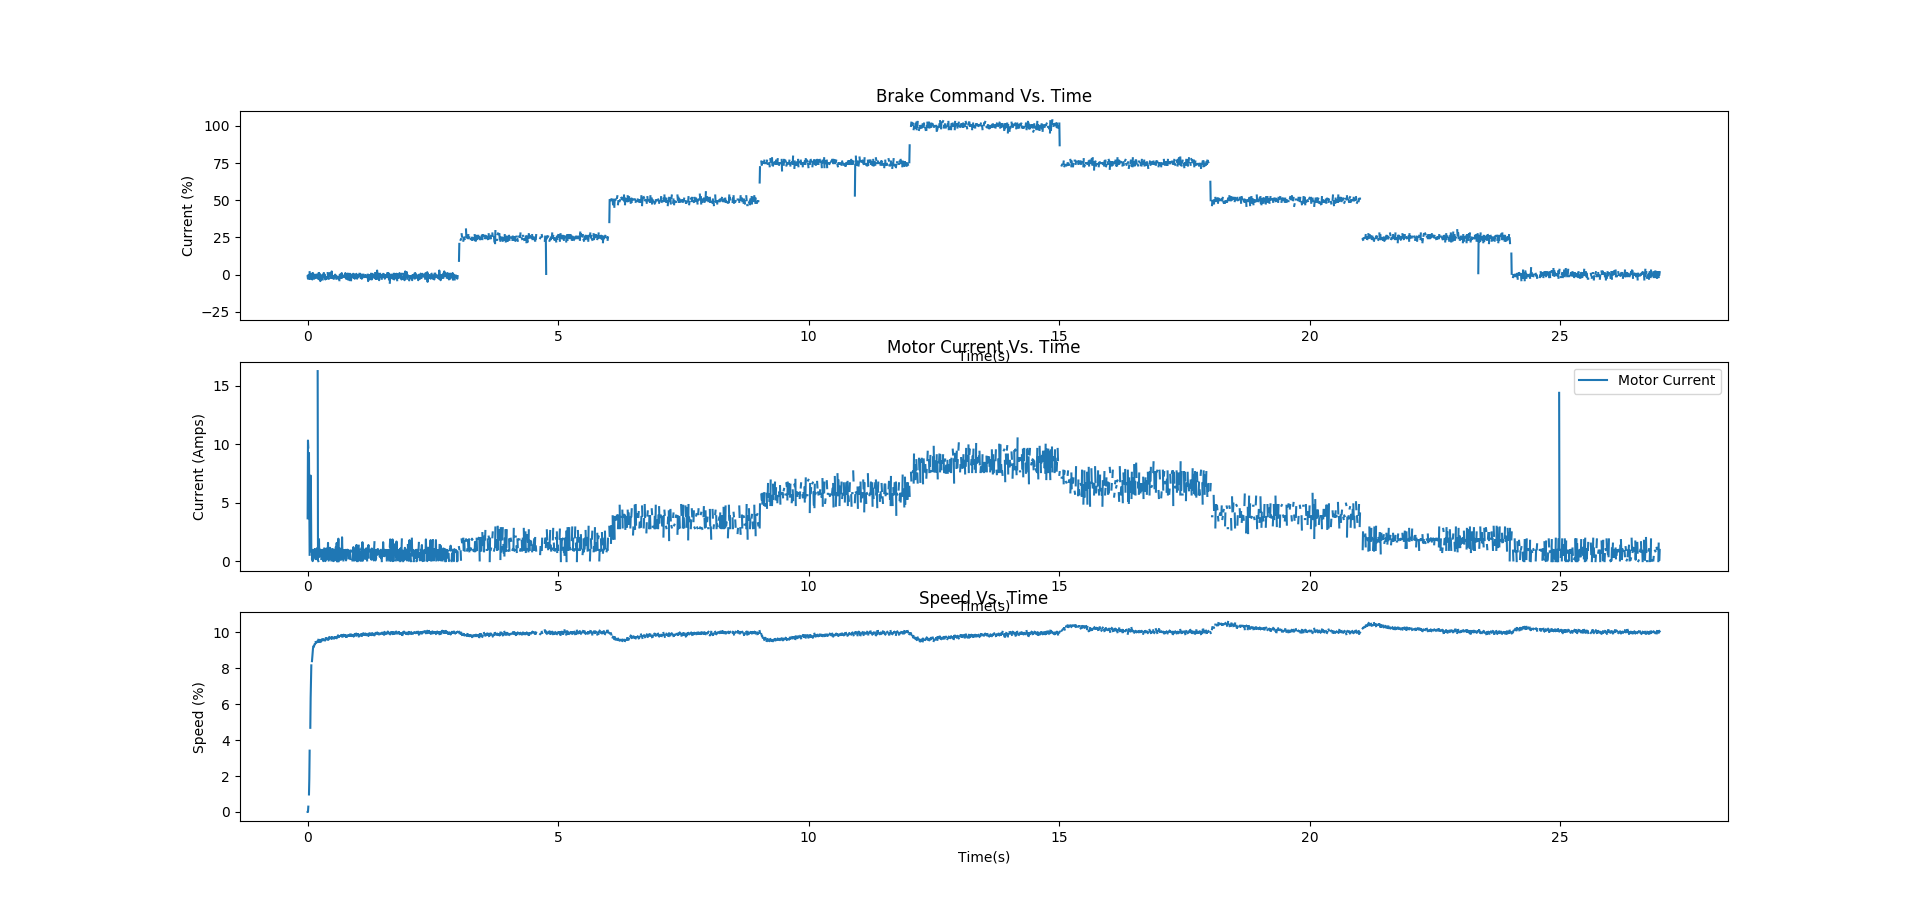 Brake Command Vs. Time
Current (%)
100
75
50
25
0
−25
0 5 10 15 20 25
Time(s)
Motor Current Vs. Time
Motor Current
Current (Amps)
15
10
5
0
0 5 10 15 20 25
Time(s)
Speed Vs. Time
Speed (%)
10
8
6
4
2
0
0 5 10 15 20 25
Time(s)